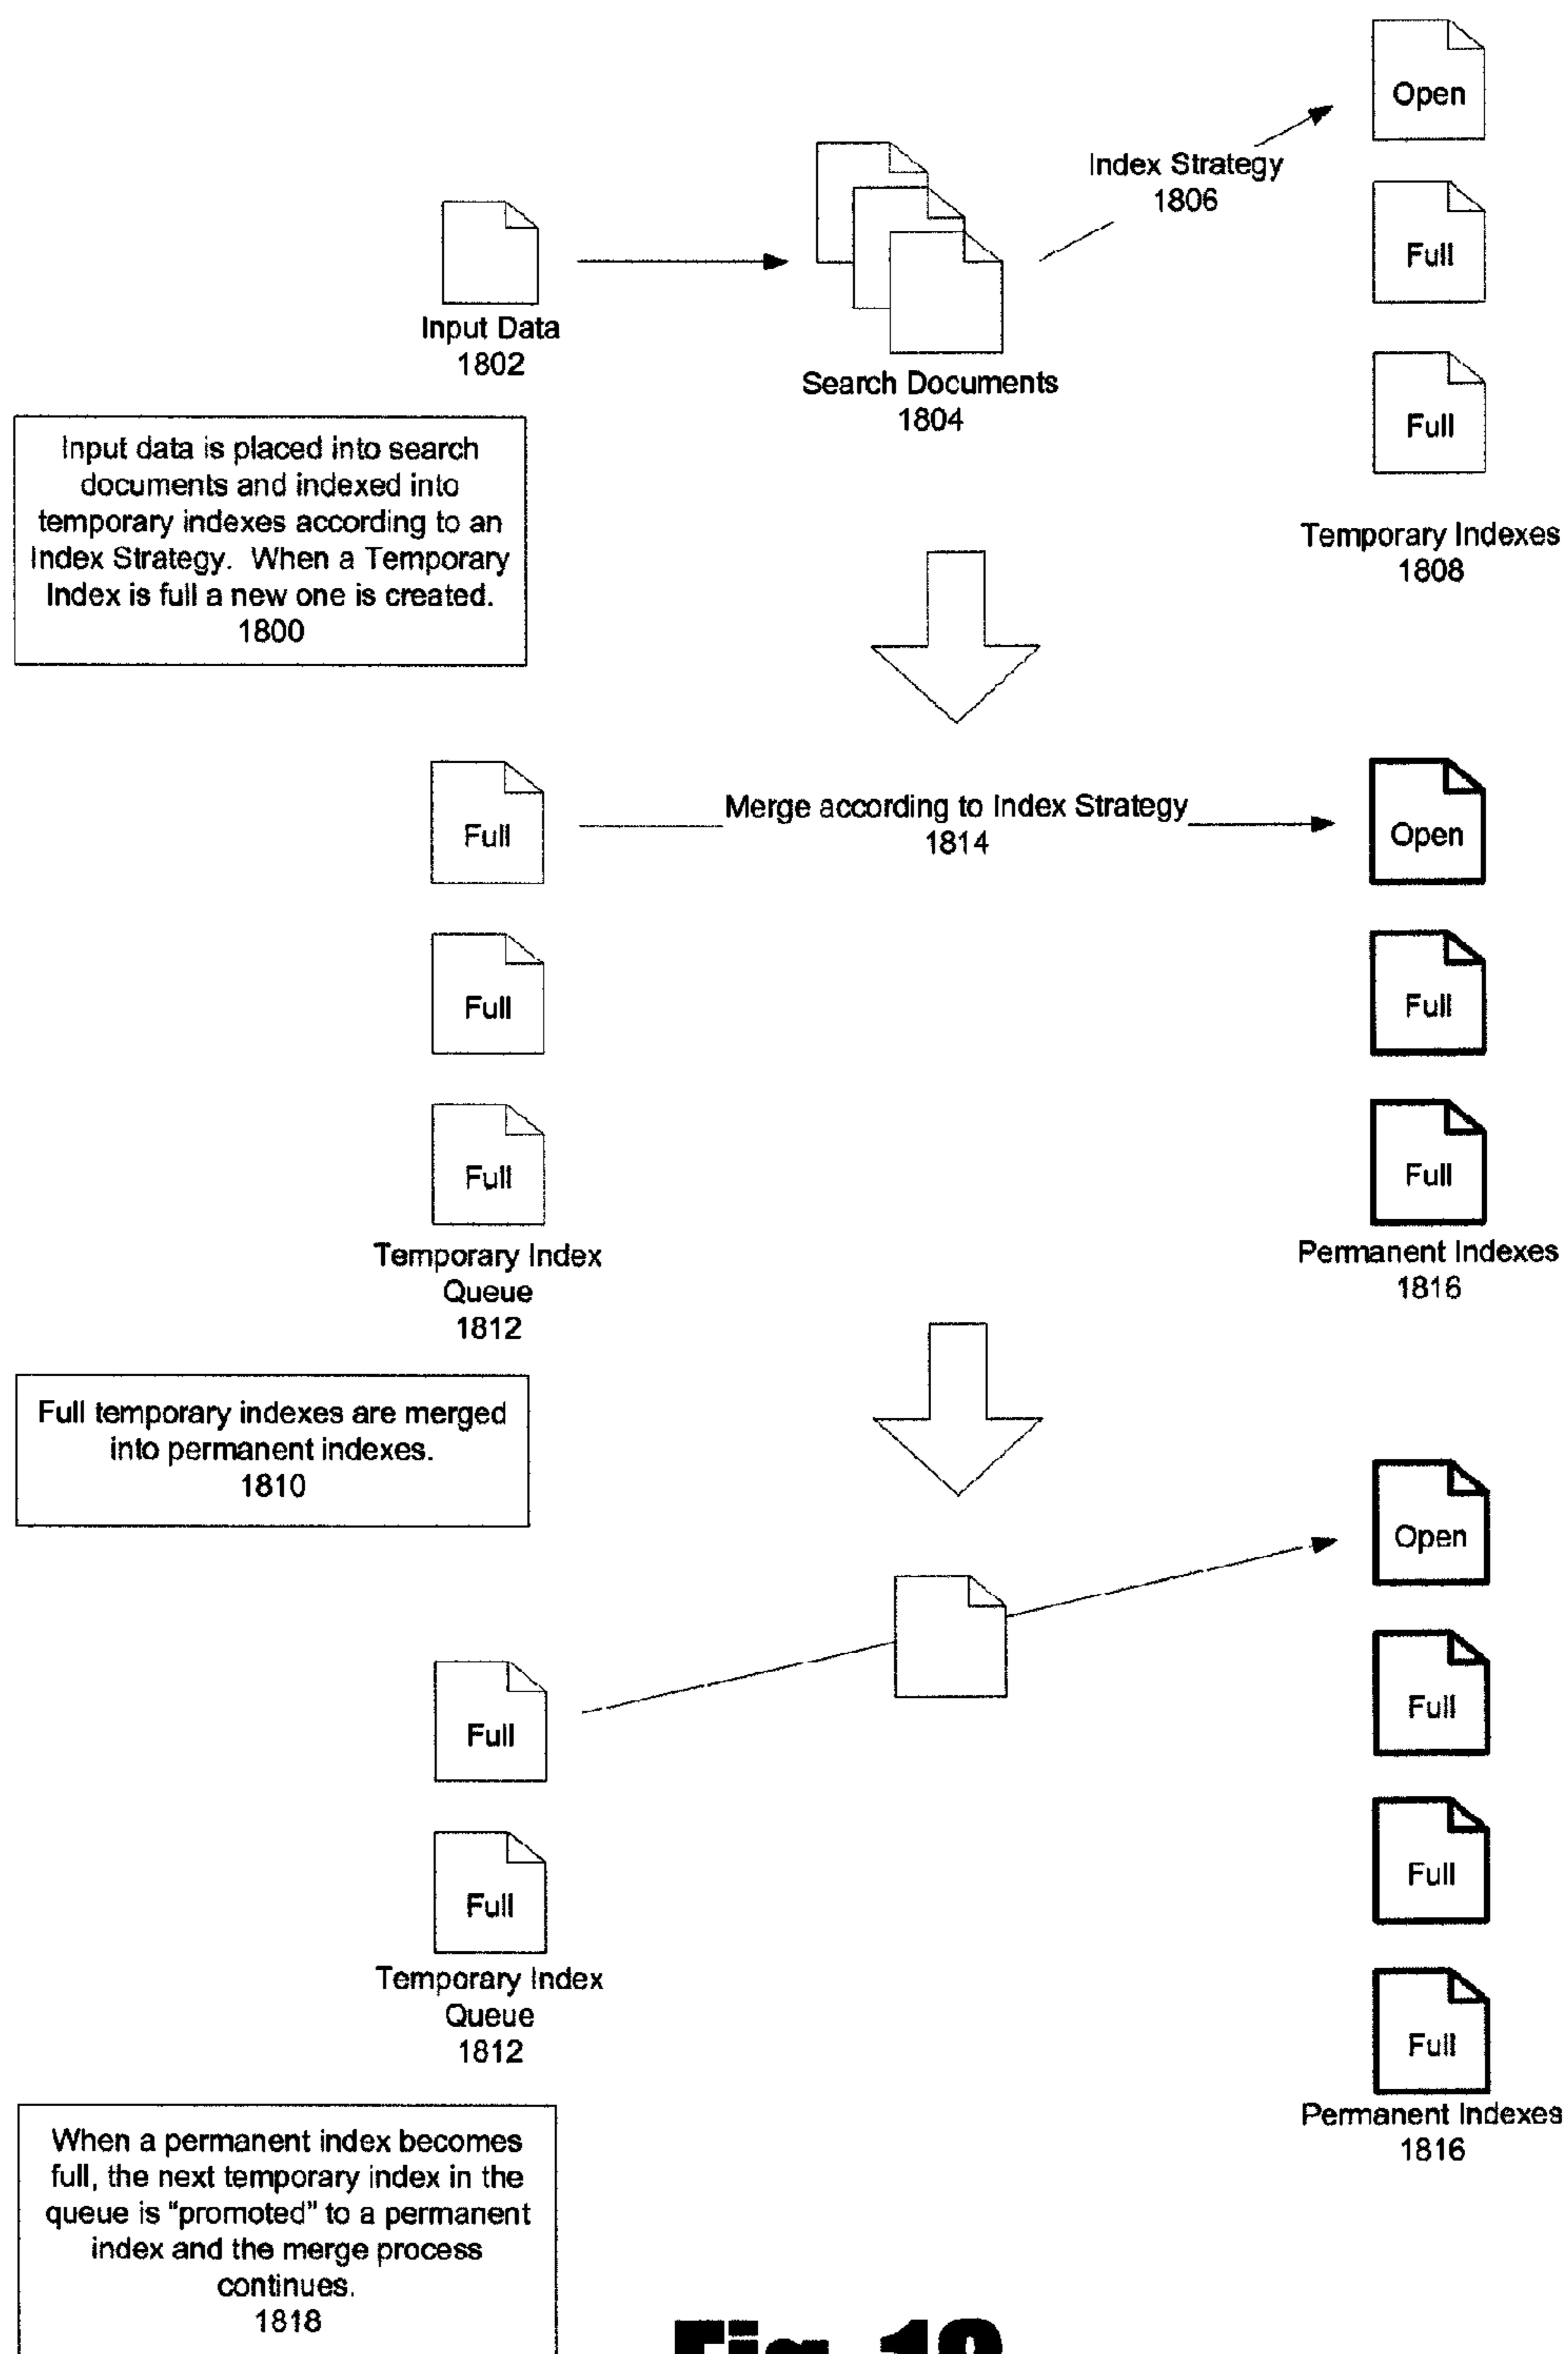 Open
Index Strategy
1806
Full
Input Data
1802
Search Documents
1804
Full
Temporary Indexes
1808
Input data is placed into search
documents and indexed into
temporary indexes according to an
Index Strategy. When a Temporary
Index is full a new one is created.
1800
Full
Merge according to Index Strategy
1814
Open
Full
Full
Full
Full
Temporary Index
Queue
1812
Permanent Indexes
1816
Full temporary indexes are merged
into permanent indexes.
1810
Open
Full
Full
Full
Full
Temporary Index
Queue
1812
Full
Permanent Indexes
1816
When a permanent index becomes
full, the next temporary index in the
queue is "promoted" to a permanent
index and the merge process
continues.
1818